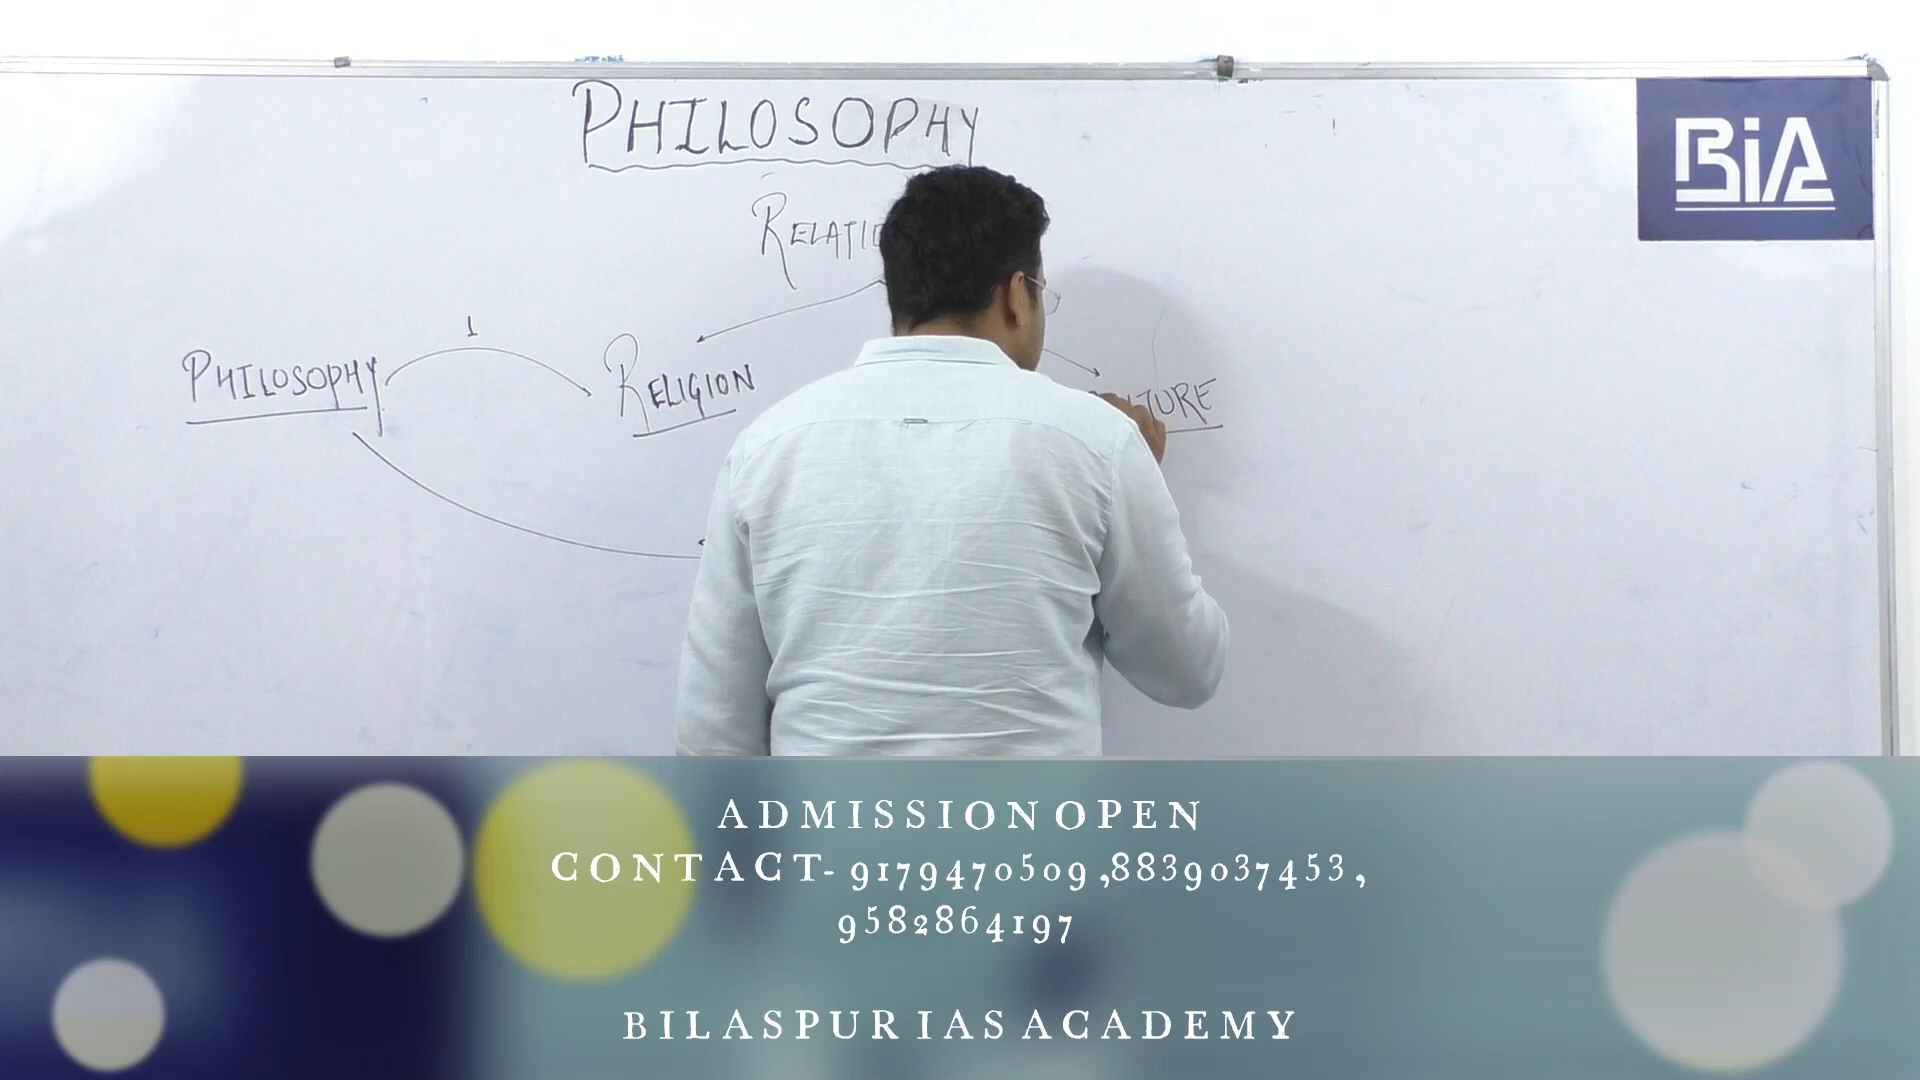 PHILOSOPHY
BiA
1
PHILOSOPHY RELIGION
ADMISSION OPEN
CONTACT- 9179470509 ,8839037453 ,
9582864197
BILASPUR IAS ACADEMY